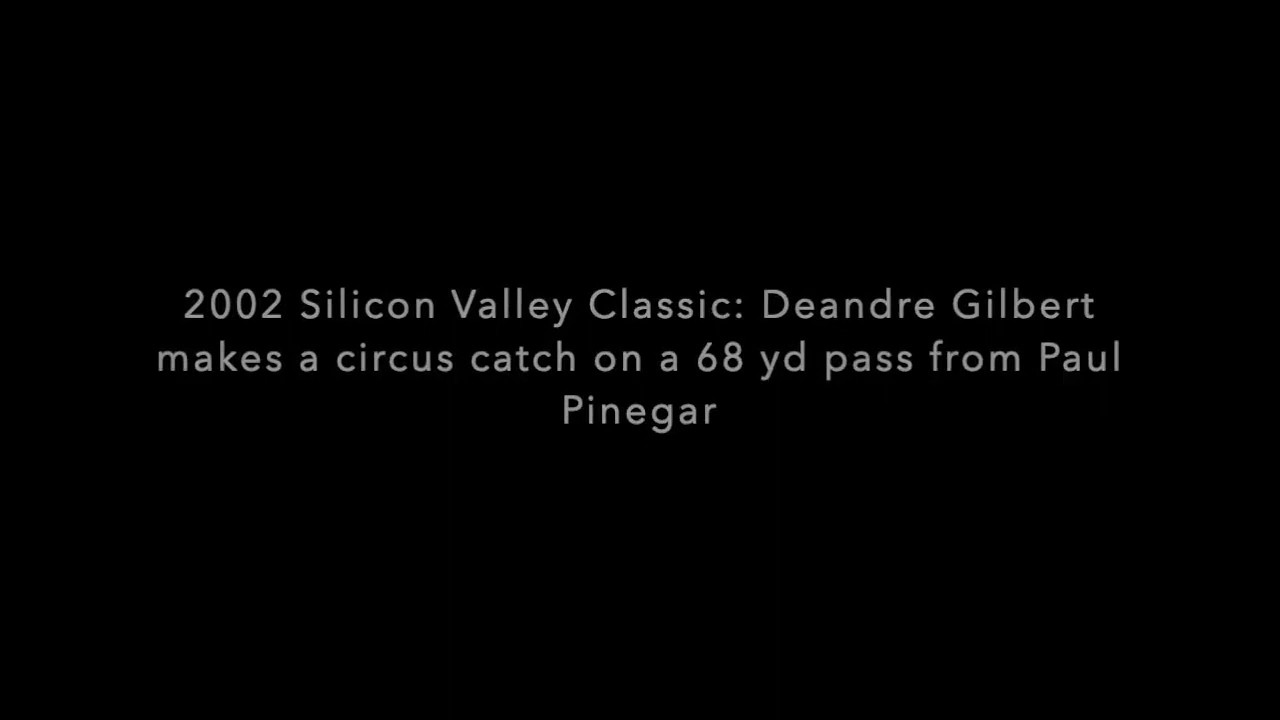 2002 Silicon Valley Classic: Deandre Gilbert
makes a circus catch on a 68 yd pass from Paul
Pinegar